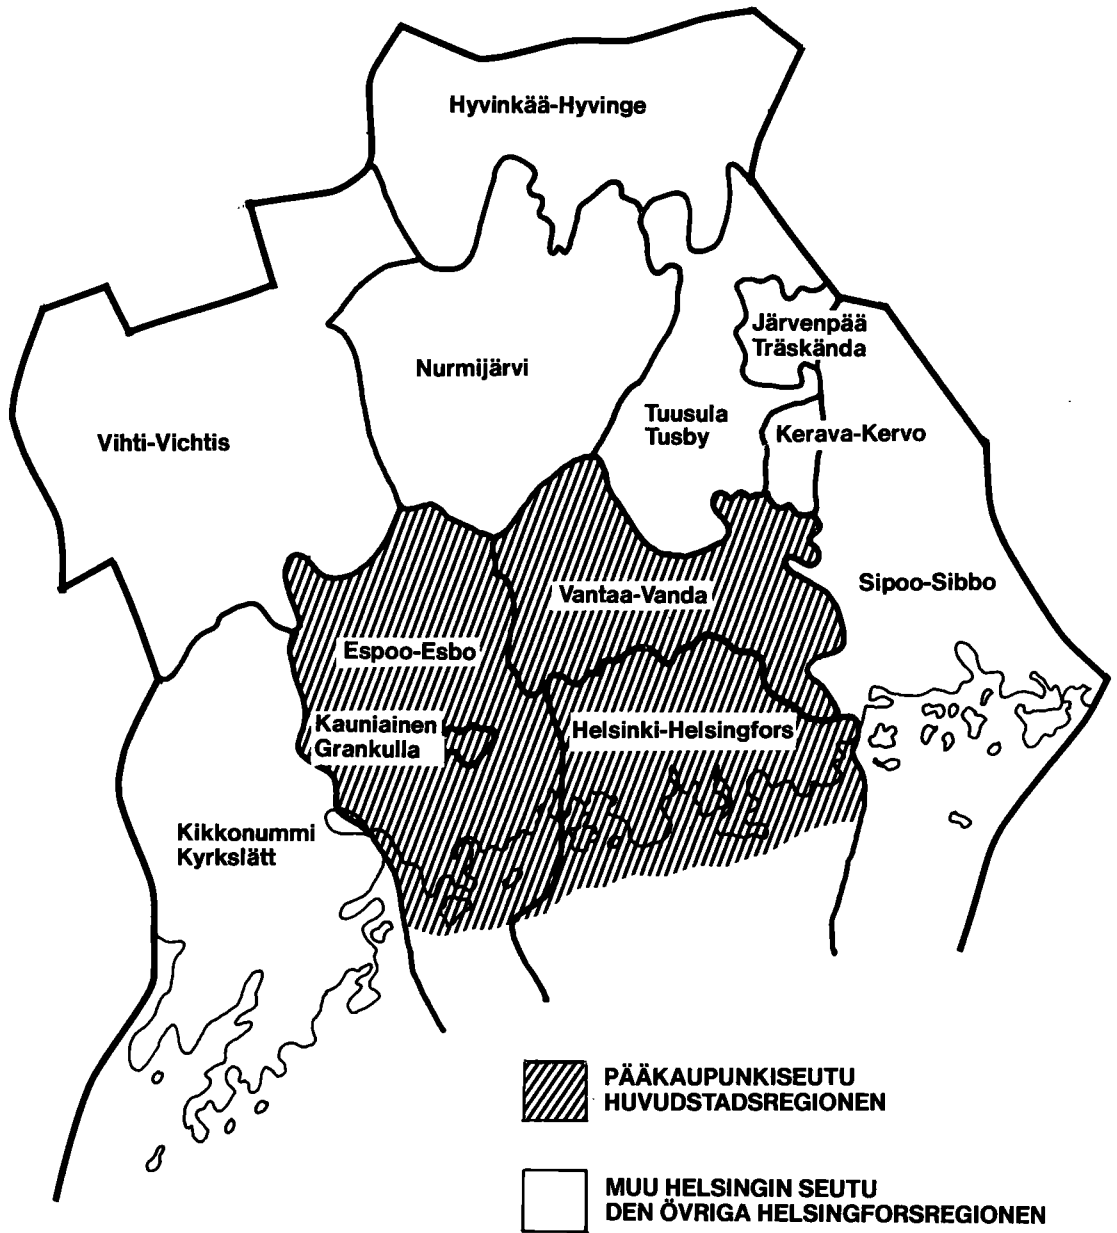 Hyvinkää-Hyvinge
Järvenpää
Träskända
Nurmijärvi
Tuusula
Tusby
Kerava-Kervo
Vihti-Vichtis
Sipoo-Sibbo
Vantaa-Vanda
Espoo-Esbo
Kauniainen
Grankulla
Helsinki-Helsingfors
Kikkonummi
Kyrkslätt
PÄÄKAUPUNKISEUTU
HUVUDSTADSREGIONEN
MUU HELSINGIN SEUTU
DEN ÖVRIGA HELSINGFORSREGIONEN